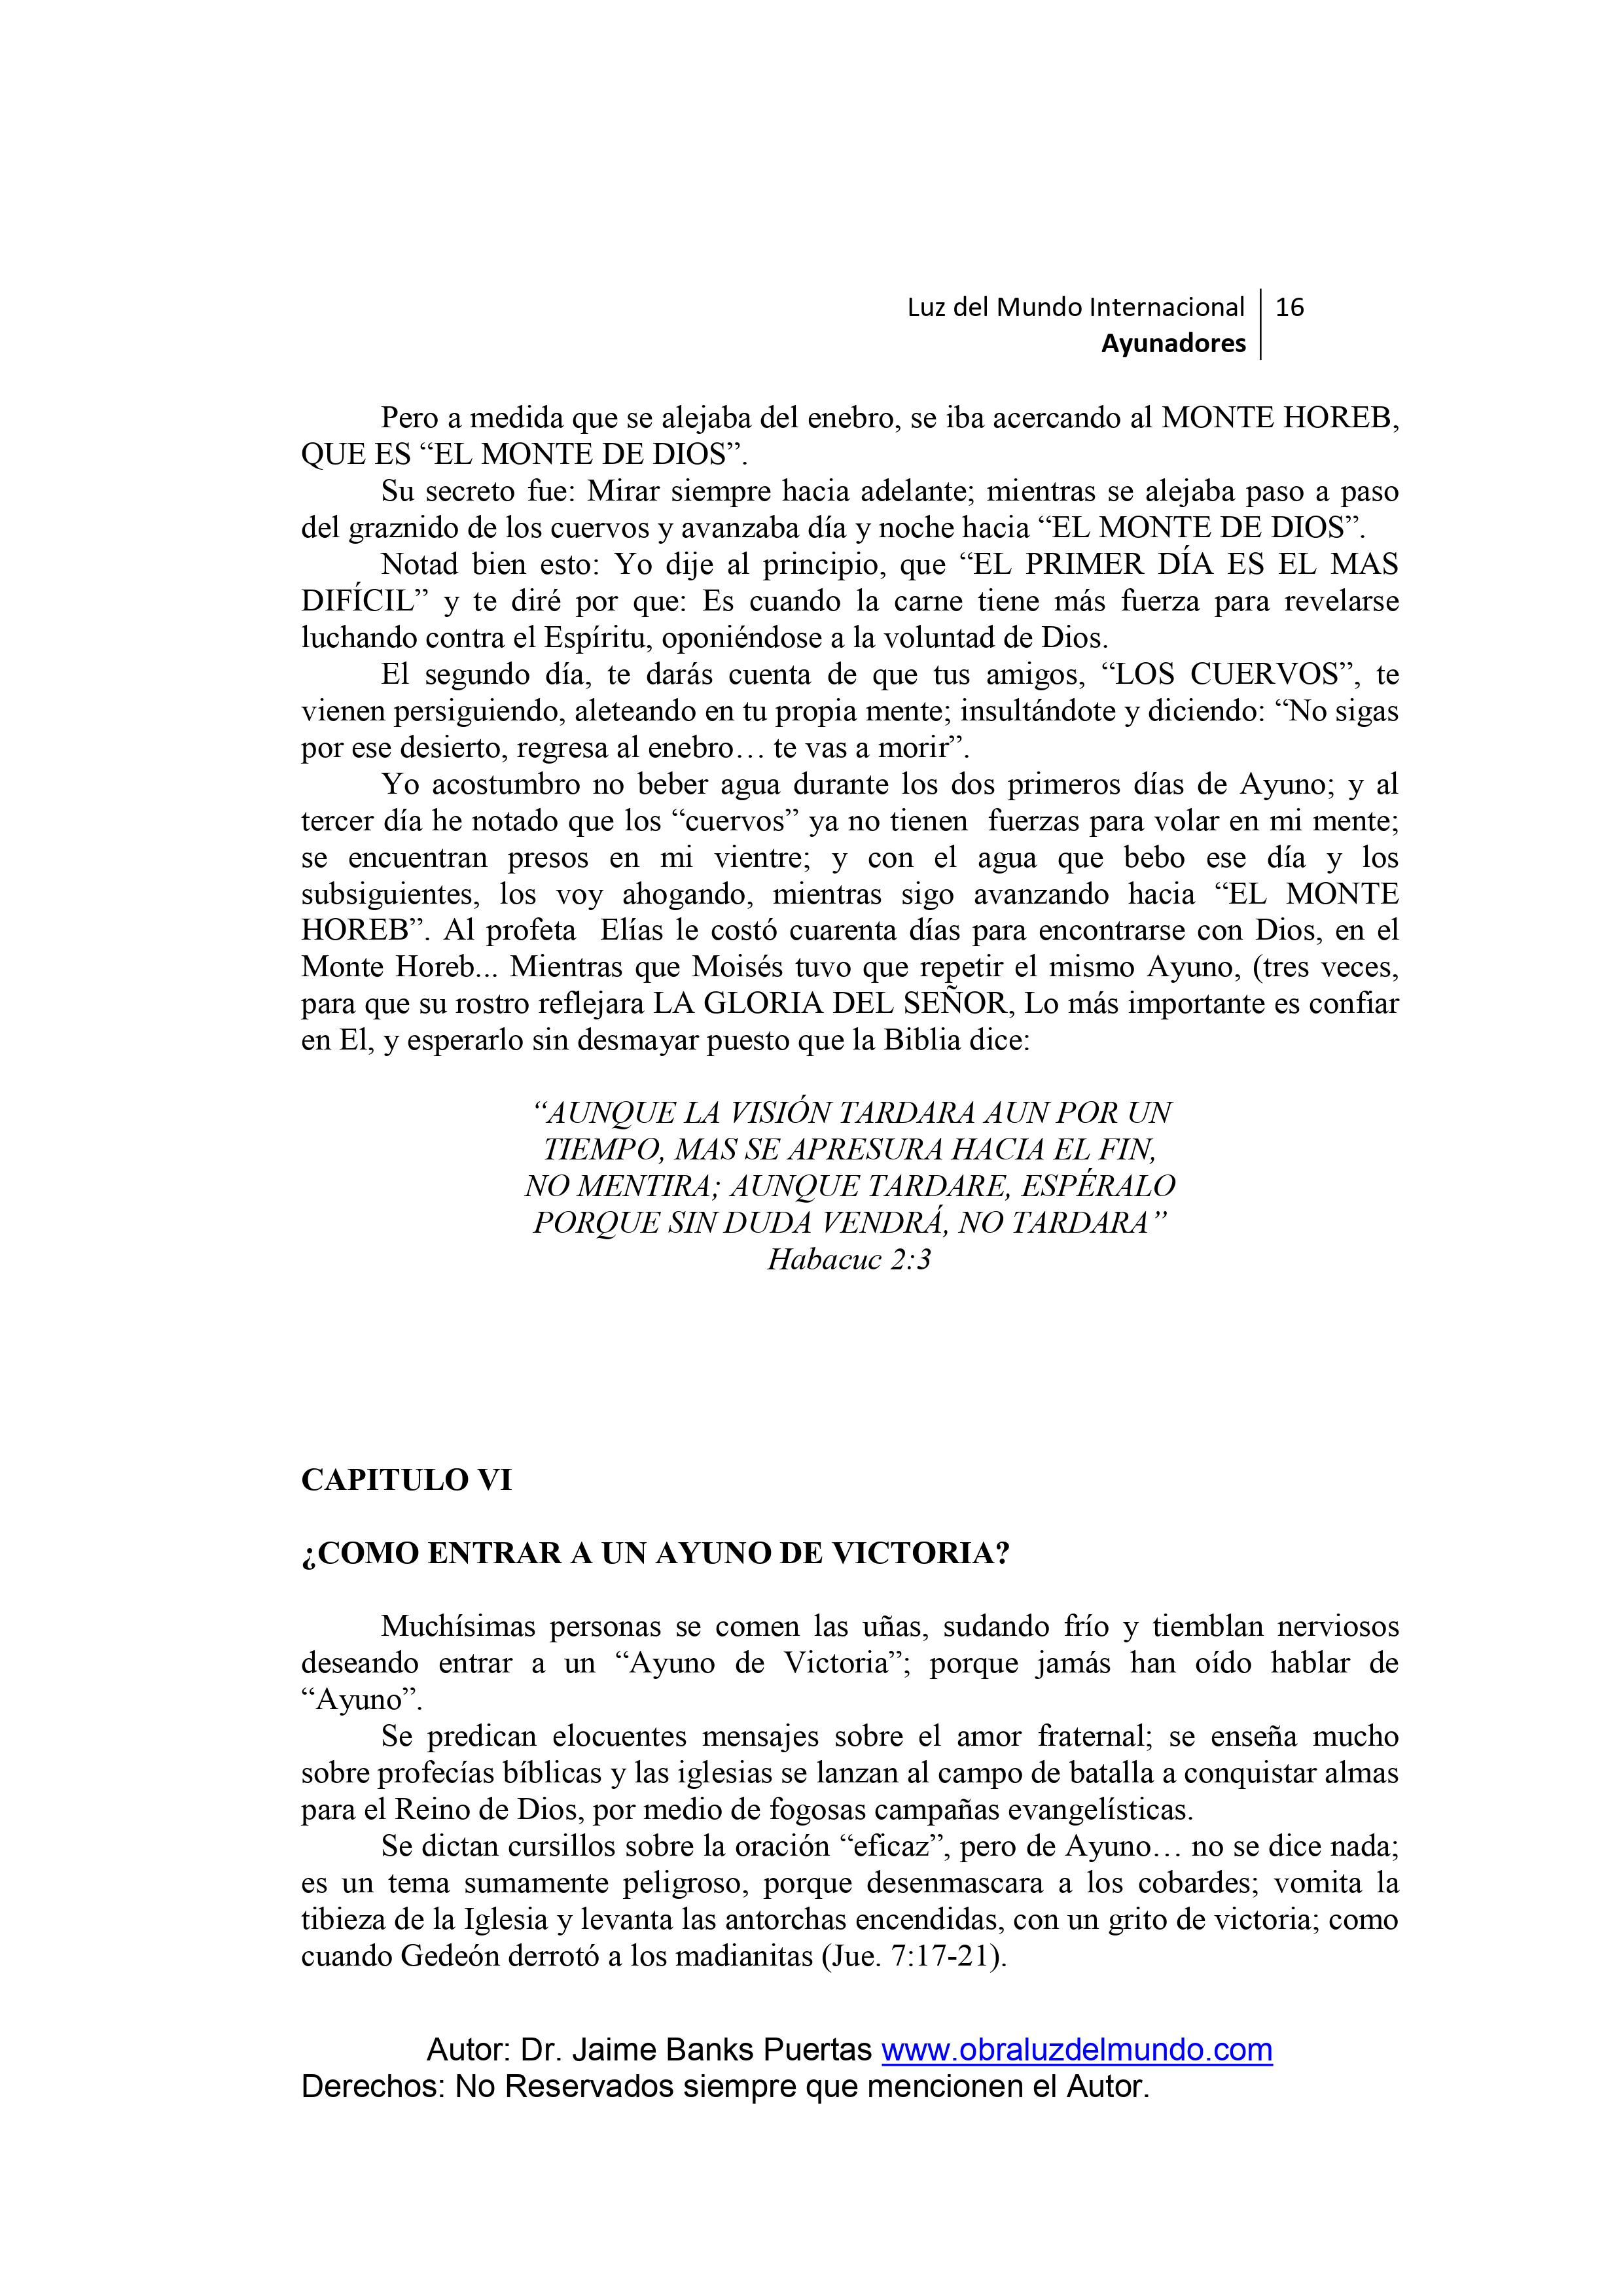 Luz del Mundo Internacional 16
Ayunadores
Pero a medida que se alejaba del enebro, se iba acercando al MONTE HOREB,
QUE ES “EL MONTE DE DIOS”.
Su secreto fue: Mirar siempre hacia adelante; mientras se alejaba paso a paso
del graznido de los cuervos y avanzaba día y noche hacia “EL MONTE DE DIOS”.
Notad bien esto: Yo dije al principio, que “EL PRIMER DÍA ES EL MAS
DIFÍCIL” y te diré por que: Es cuando la carne tiene más fuerza para revelarse
luchando contra el Espíritu, oponiéndose a la voluntad de Dios.
El segundo día, te darás cuenta de que tus amigos, “LOS CUERVOS”, te
vienen persiguiendo, aleteando en tu propia mente; insultándote y diciendo: “No sigas
por ese desierto, regresa al enebro… te vas a morir”.
Yo acostumbro no beber agua durante los dos primeros días de Ayuno; y al
tercer día he notado que los “cuervos” ya no tienen fuerzas para volar en mi mente;
se encuentran presos en mi vientre; y con el agua que bebo ese día y los
subsiguientes, los voy ahogando, mientras sigo avanzando hacia “EL MONTE
HOREB”. Al profeta Elías le costó cuarenta días para encontrarse con Dios, en el
Monte Horeb... Mientras que Moisés tuvo que repetir el mismo Ayuno, (tres veces,
para que su rostro reflejara LA GLORIA DEL SEÑOR, Lo más importante es confiar
en El, y esperarlo sin desmayar puesto que la Biblia dice:
“AUNQUE LA VISIÓN TARDARA AUN POR UN
TIEMPO, MAS SE APRESURA HACIA EL FIN,
NO MENTIRA; AUNQUE TARDARE, ESPÉRALO
PORQUE SIN DUDA VENDRÁ, NO TARDARA”
Habacuc 2:3
CAPITULO VI
¿COMO ENTRAR A UN AYUNO DE VICTORIA?
Muchísimas personas se comen las uñas, sudando frío y tiemblan nerviosos
deseando entrar a un “Ayuno de Victoria”; porque jamás han oído hablar de
“Ayuno”.
Se predican elocuentes mensajes sobre el amor fraternal; se enseña mucho
sobre profecías bíblicas y las iglesias se lanzan al campo de batalla a conquistar almas
para el Reino de Dios, por medio de fogosas campañas evangelísticas.
Se dictan cursillos sobre la oración “eficaz”, pero de Ayuno… no se dice nada;
es un tema sumamente peligroso, porque desenmascara a los cobardes; vomita la
tibieza de la Iglesia y levanta las antorchas encendidas, con un grito de victoria; como
cuando Gedeón derrotó a los madianitas (Jue. 7:17-21).
Autor: Dr. Jaime Banks Puertas www.obraluzdelmundo.com
Derechos: No Reservados siempre que mencionen el Autor.